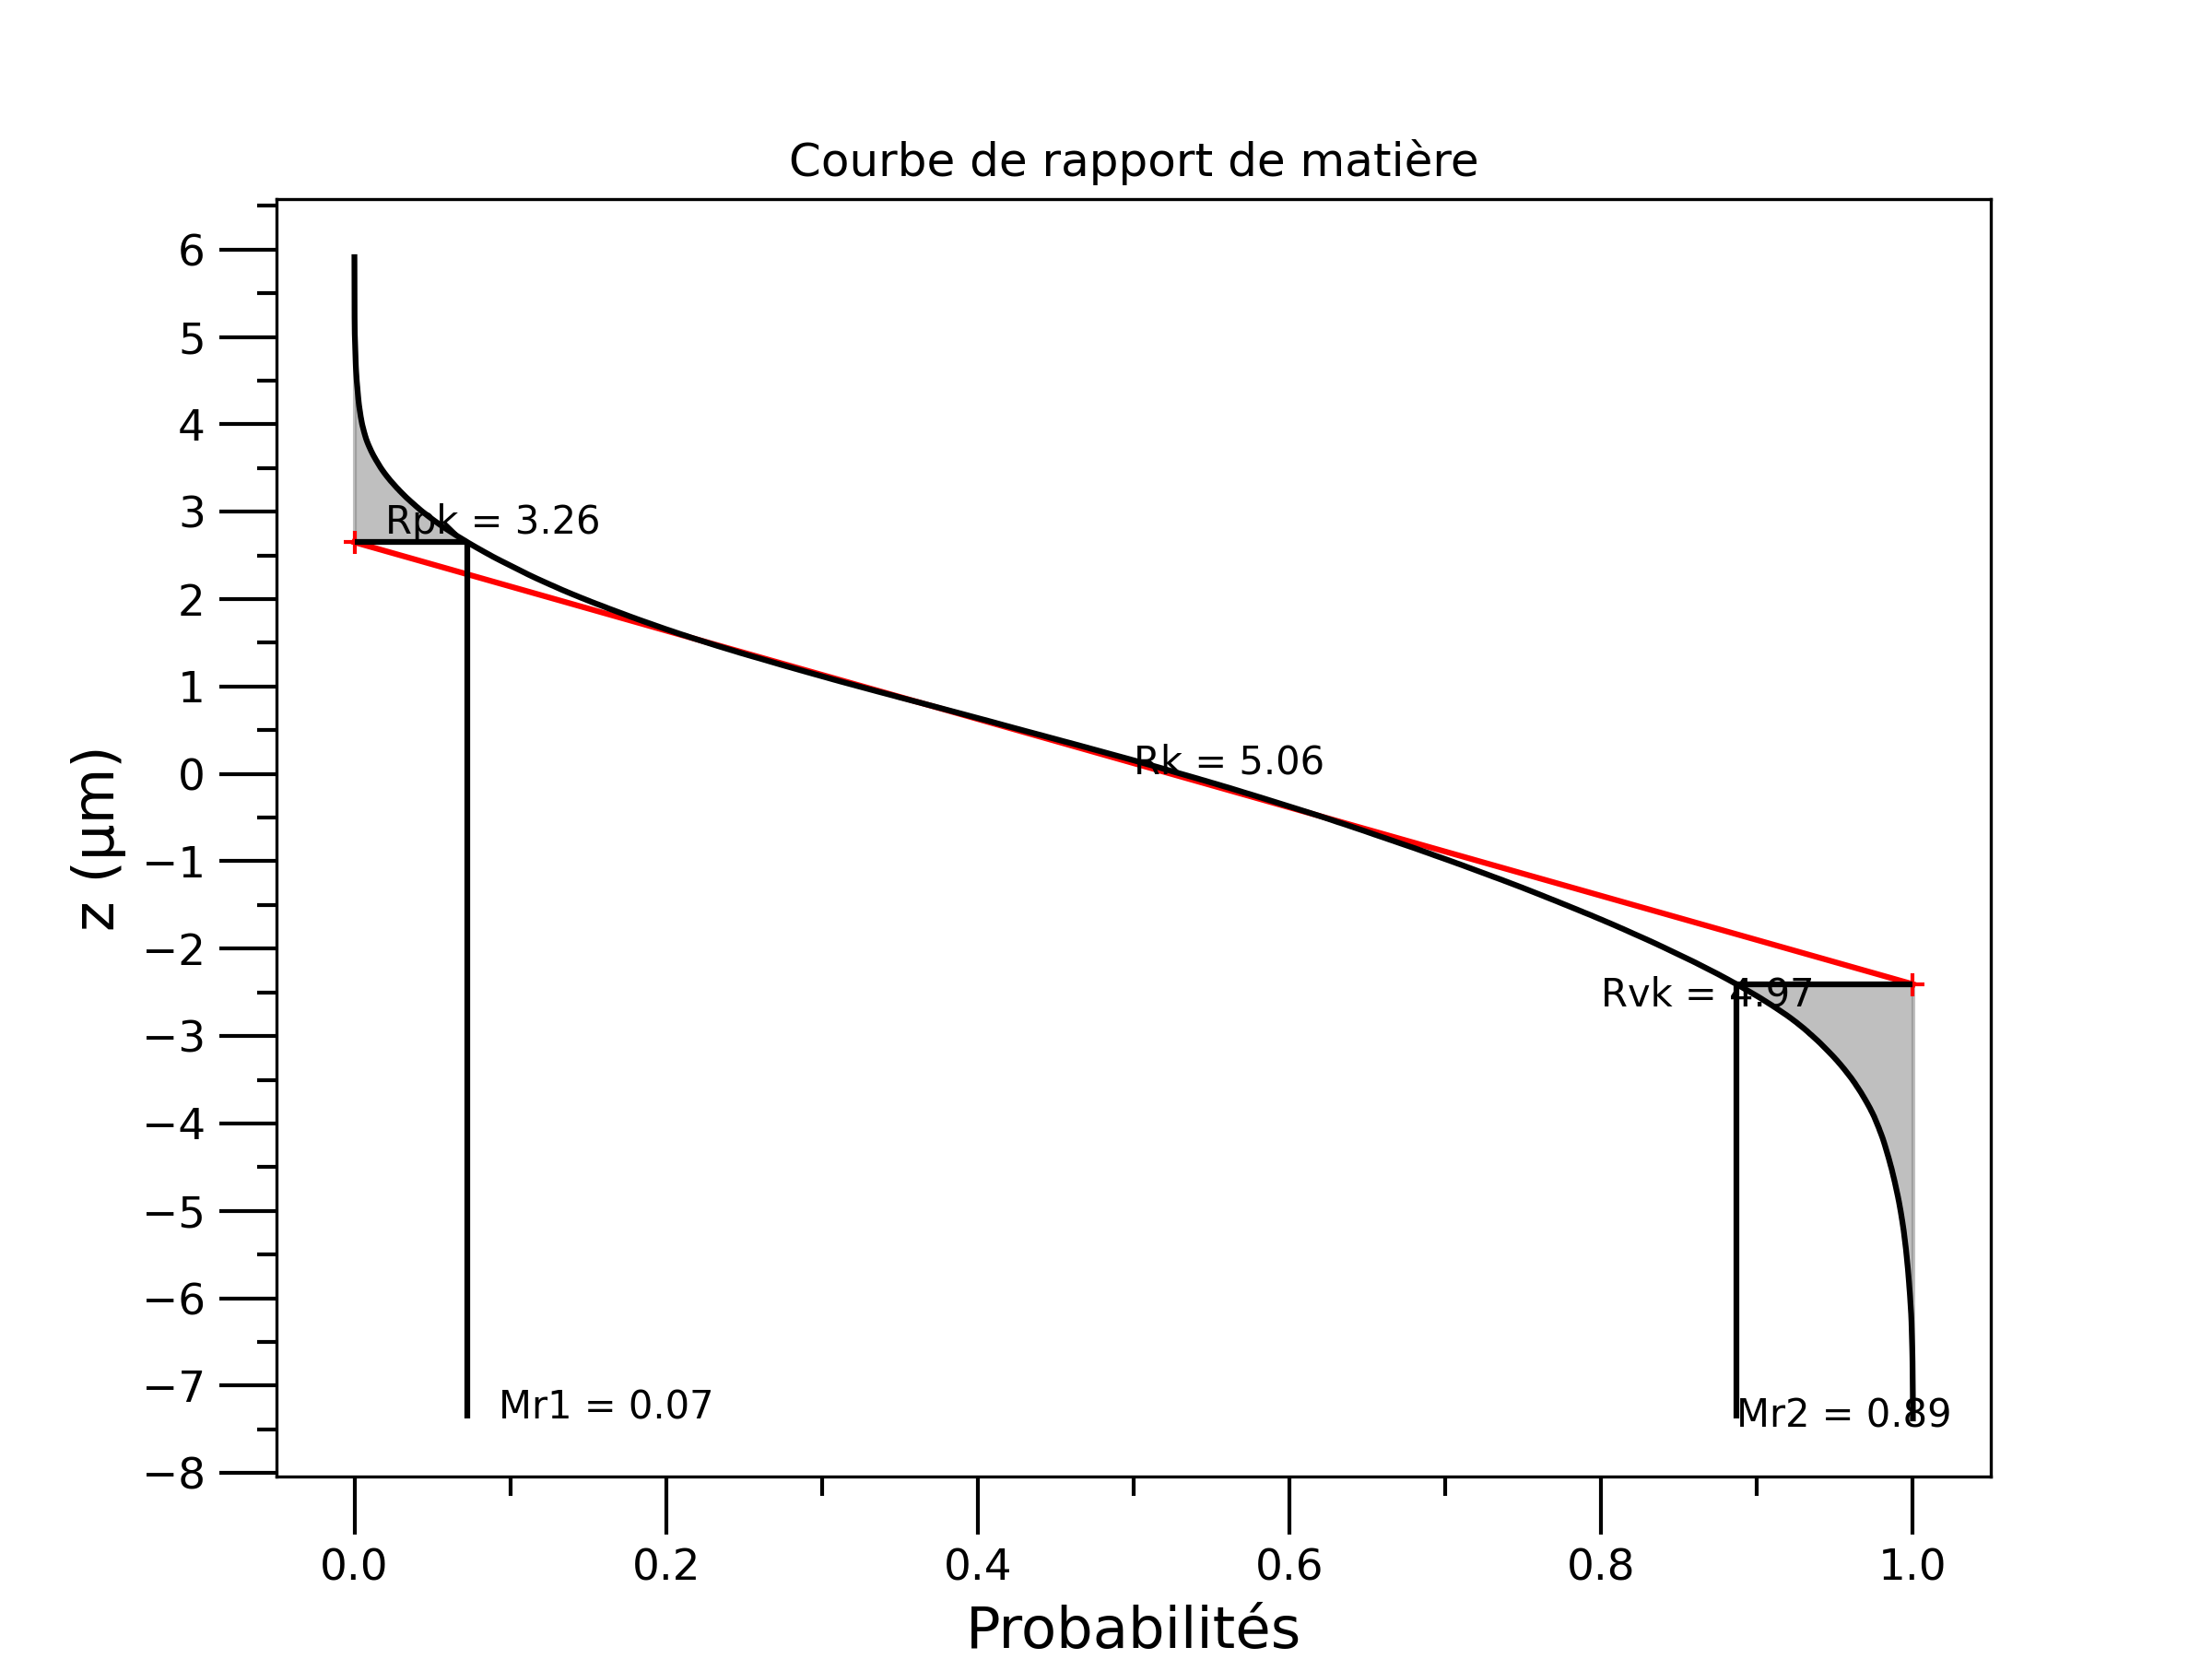 Courbe de rapport de matière
6
5
4
3
2
1
0
−1
−2
−3
−4
−5
−6
−7
−8
z (µm)
Rpk = 3.26
Rk = 5.06
Rvk = 4.97
Mr1 = 0.07
Mr2 = 0.89
0.0 0.2 0.4 0.6 0.8 1.0
Probabilités